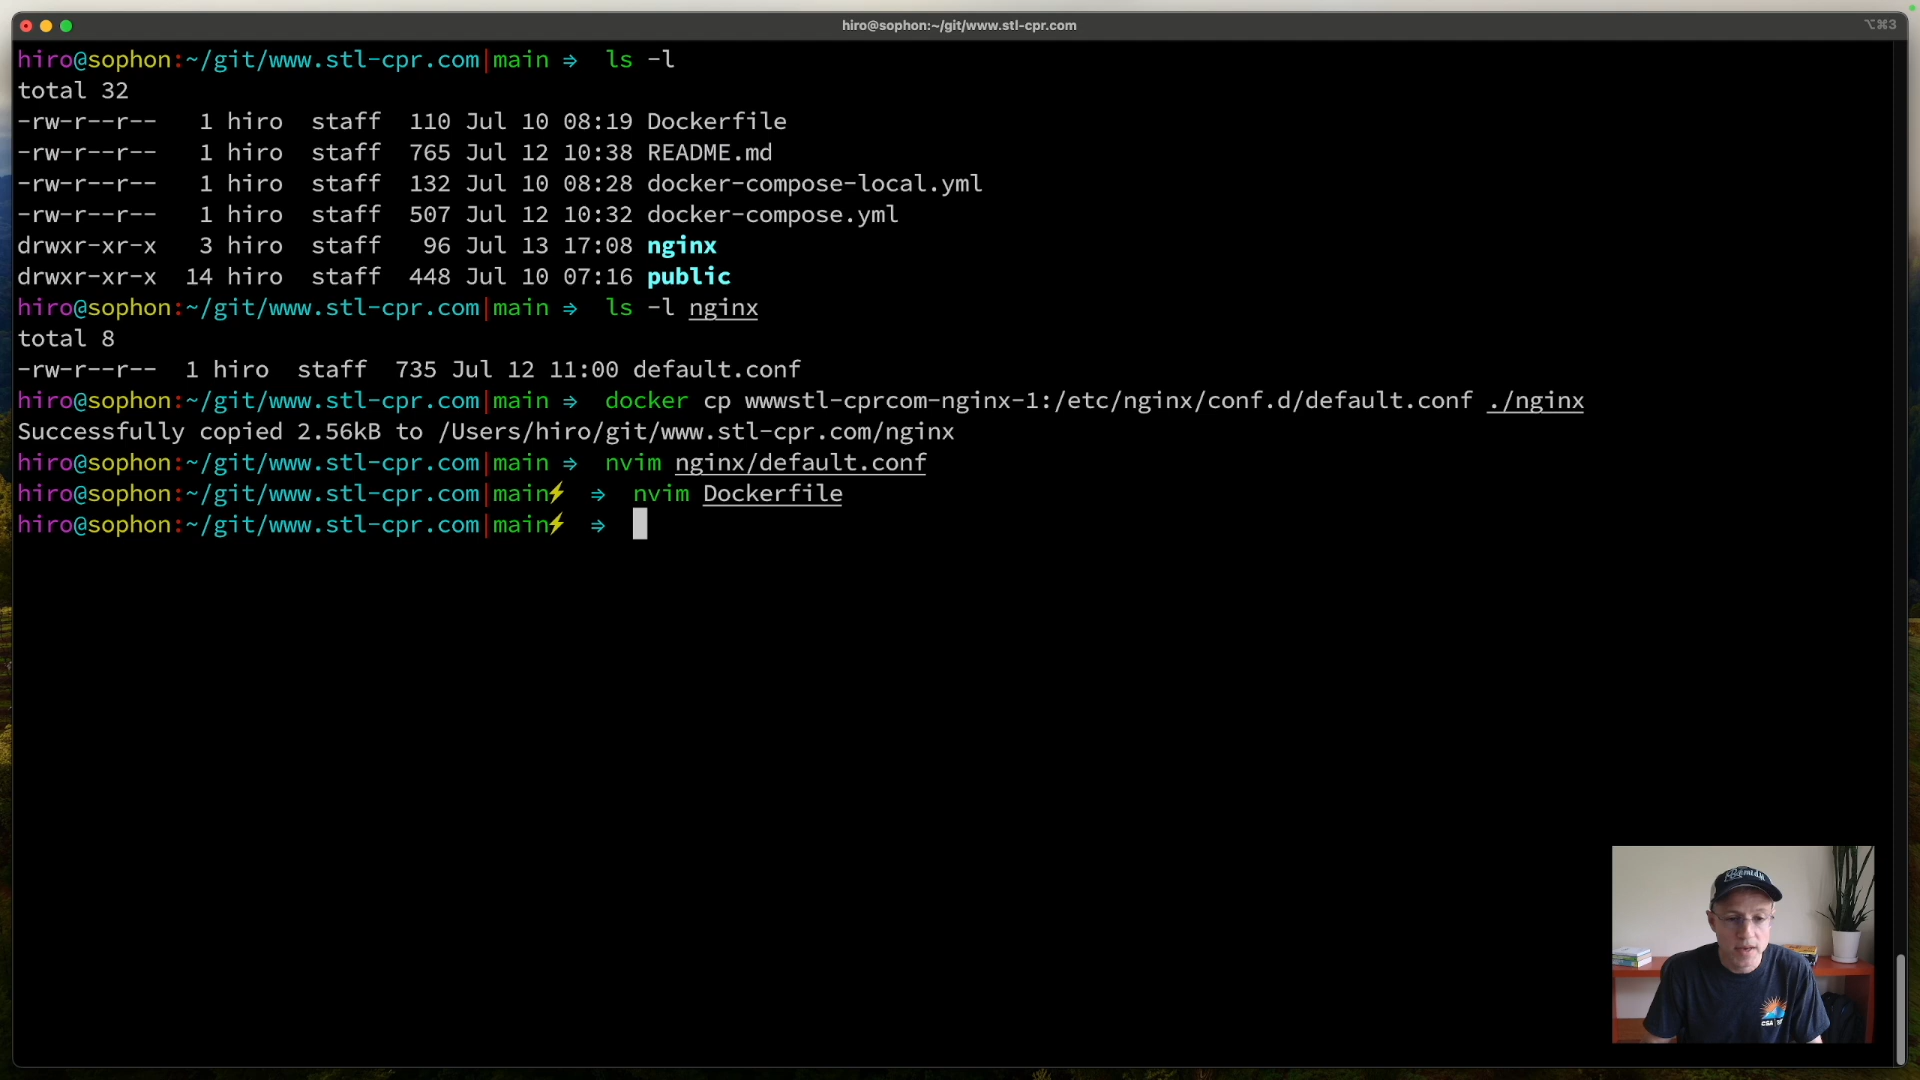 hiro@sophon:~/git/www.stl-cpr.com
⌥⌘3
hiro@sophon:~/git/www.stl-cpr.com|main ⇒  ls -l
total 32
-rw-r--r--   1 hiro  staff  110 Jul 10 08:19 Dockerfile
-rw-r--r--   1 hiro  staff  765 Jul 12 10:38 README.md
-rw-r--r--   1 hiro  staff  132 Jul 10 08:28 docker-compose-local.yml
-rw-r--r--   1 hiro  staff  507 Jul 12 10:32 docker-compose.yml
drwxr-xr-x   3 hiro  staff   96 Jul 13 17:08 nginx
drwxr-xr-x  14 hiro  staff  448 Jul 10 07:16 public
hiro@sophon:~/git/www.stl-cpr.com|main ⇒  ls -l nginx
total 8
-rw-r--r--  1 hiro  staff  735 Jul 12 11:00 default.conf
hiro@sophon:~/git/www.stl-cpr.com|main ⇒  docker cp wwwstl-cprcom-nginx-1:/etc/nginx/conf.d/default.conf ./nginx
Successfully copied 2.56kB to /Users/hiro/git/www.stl-cpr.com/nginx
hiro@sophon:~/git/www.stl-cpr.com|main ⇒  nvim nginx/default.conf
hiro@sophon:~/git/www.stl-cpr.com|main⚡ ⇒  nvim Dockerfile
hiro@sophon:~/git/www.stl-cpr.com|main⚡ ⇒